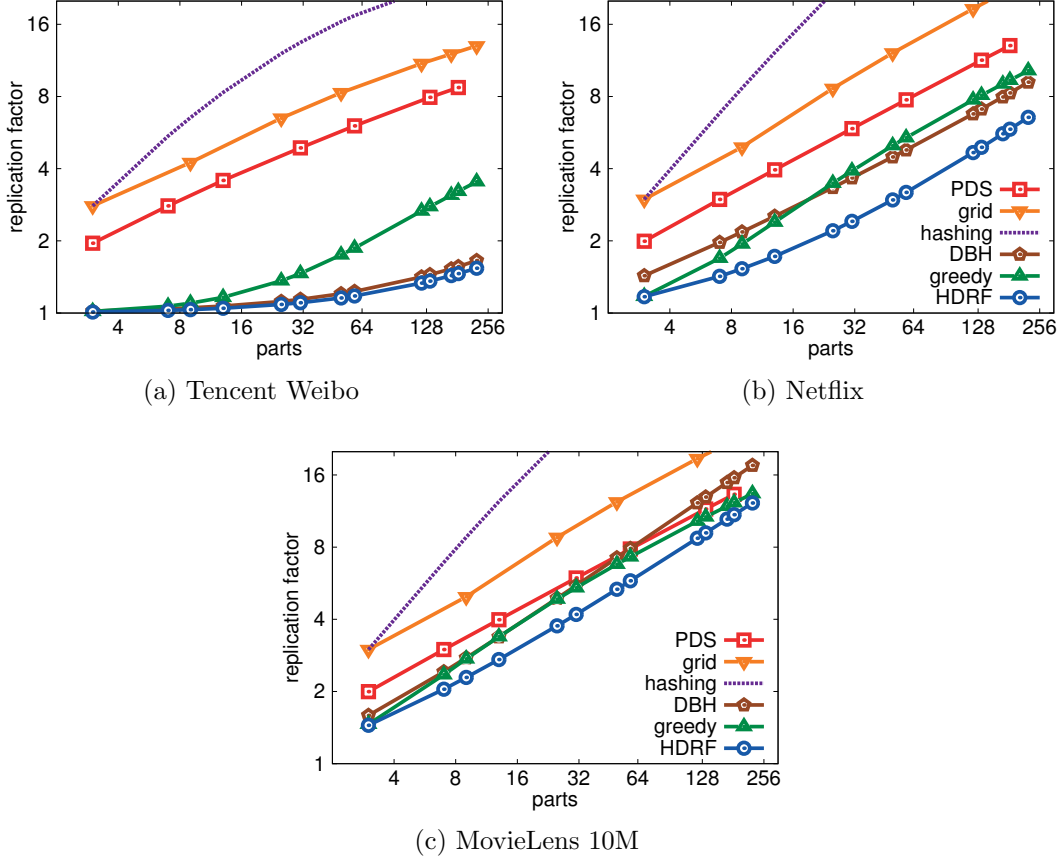 16
8
4
2
1
replication factor
4 8 16 32 64 128 256
parts
(a) Tencent Weibo
16
8
4
2
1
replication factor
PDS
grid
hashing
DBH
greedy
HDRF
4 8 16 32 64 128 256
parts
(b) Netflix
16
8
4
2
1
replication factor
PDS
grid
hashing
DBH
greedy
HDRF
4 8 16 32 64 128 256
parts
(c) MovieLens 10M